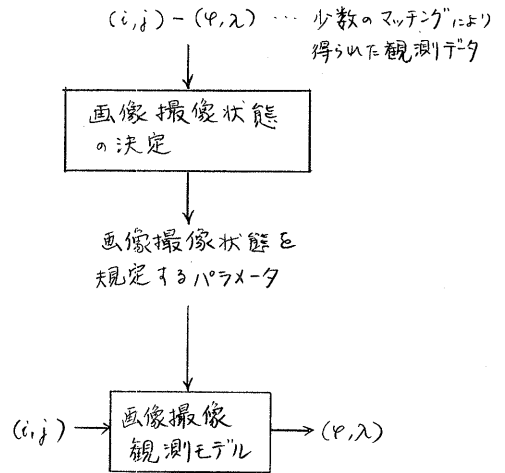 (i,j) − (φ,λ) … 少数のマッチングにより
得られた観測データ
画像撮像状態
の決定
画像撮像状態を
規定するパラメータ
(i,j) 画像撮像 (φ,λ)
観測モデル